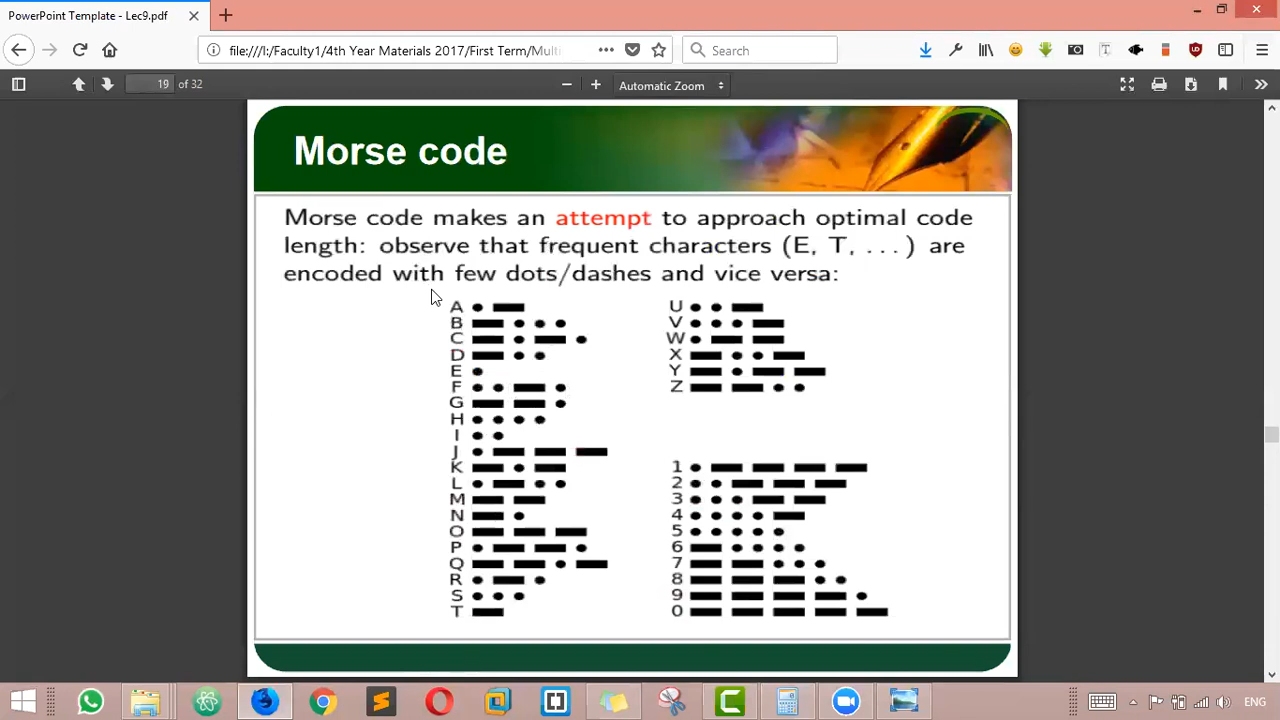 PowerPoint Template - Lec9.pdf
file:///I:/Faculty1/4th Year Materials 2017/First Term/Multi
Search
19 of 32
Automatic Zoom
Morse code
Morse code makes an attempt to approach optimal code
length: observe that frequent characters (E, T, ...) are
encoded with few dots/dashes and vice versa:
A
B
C
D
E
F
G
H
I
J
K
L
M
N
O
P
Q
R
S
T
U
V
W
X
Y
Z
1
2
3
4
5
6
7
8
9
0
ENG